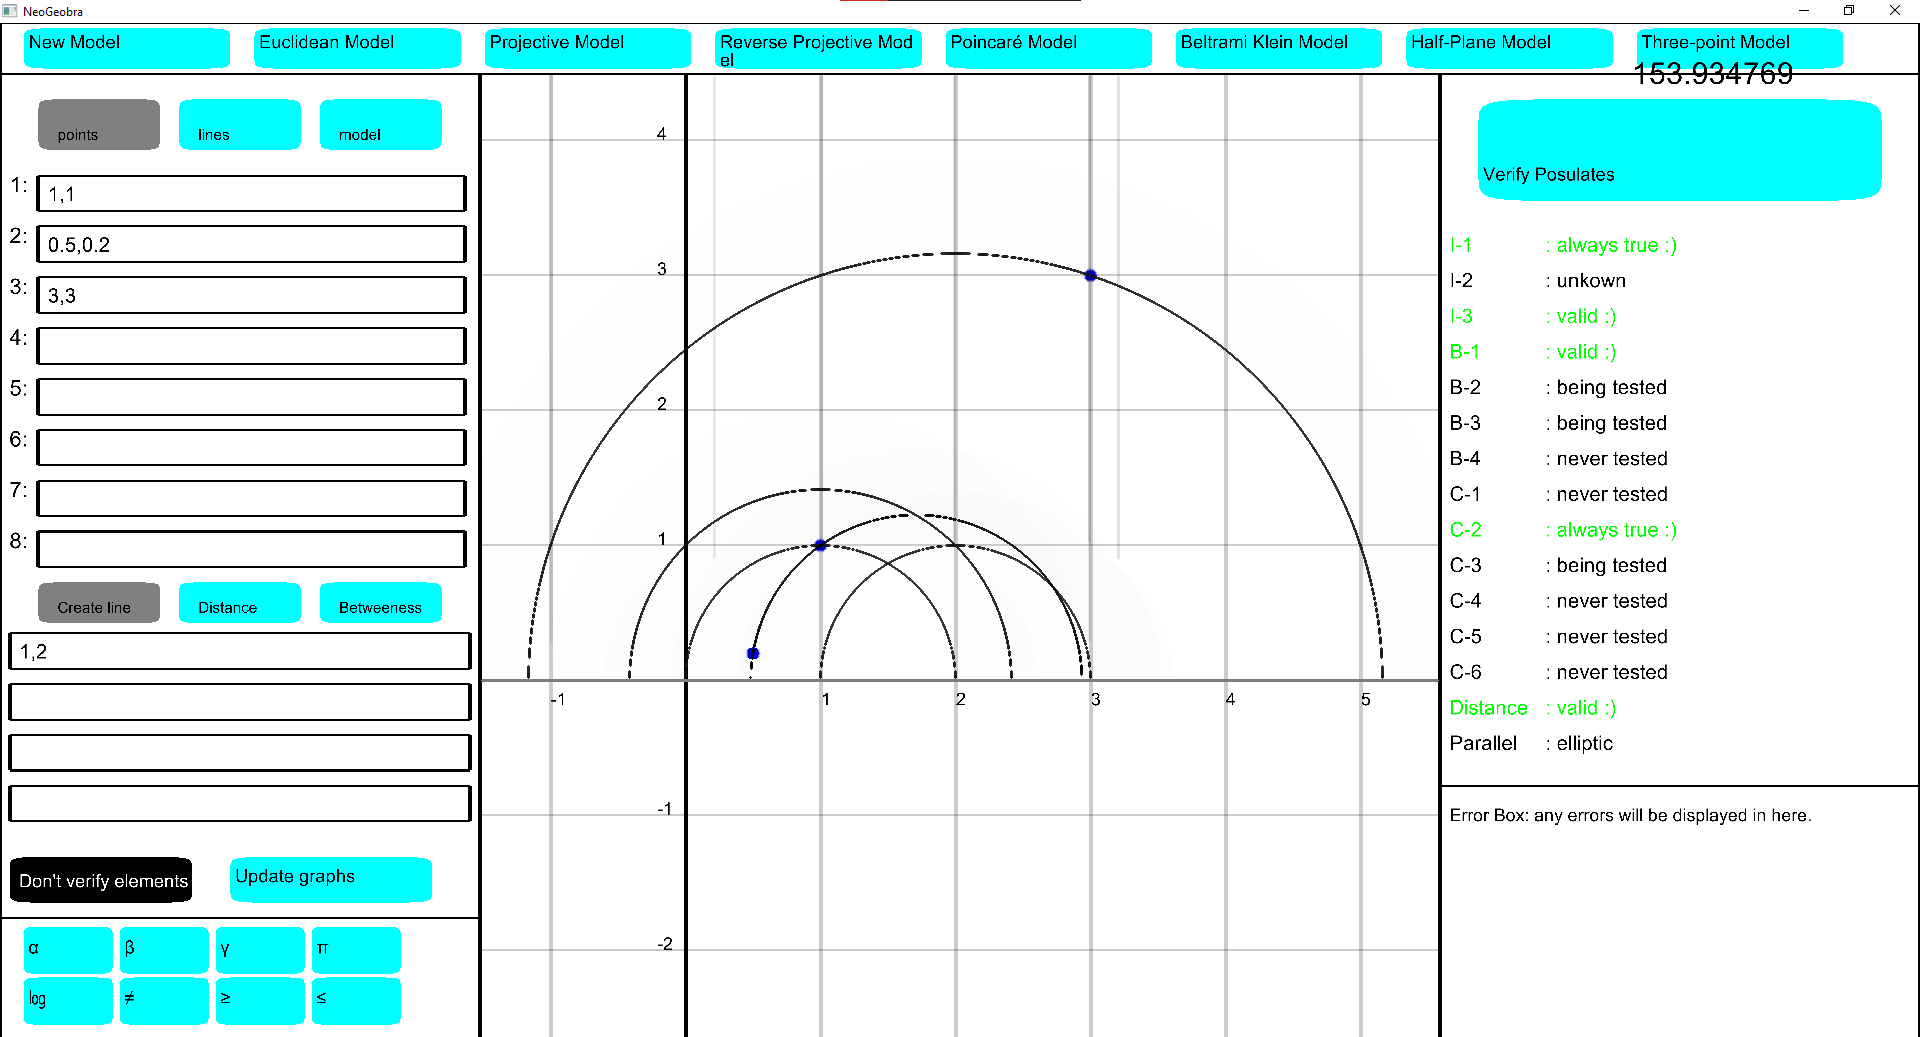 NeoGeobra
New Model
Euclidean Model
Projective Model
Reverse Projective Mod
el
Poincaré Model
Beltrami Klein Model
Half-Plane Model
Three-point Model
153.934769
points
lines
model
1:
1,1
2:
0.5,0.2
3:
3,3
4:
5:
6:
7:
8:
Create line
Distance
Betweeness
1,2
Don't verify elements
Update graphs
α
β
γ
π
log
≠
≥
≤
4
3
2
1
-1
1
2
3
4
5
-1
-2
Verify Posulates
I-1 : always true :)
I-2 : unkown
I-3 : valid :)
B-1 : valid :)
B-2 : being tested
B-3 : being tested
B-4 : never tested
C-1 : never tested
C-2 : always true :)
C-3 : being tested
C-4 : never tested
C-5 : never tested
C-6 : never tested
Distance : valid :)
Parallel : elliptic
Error Box: any errors will be displayed in here.